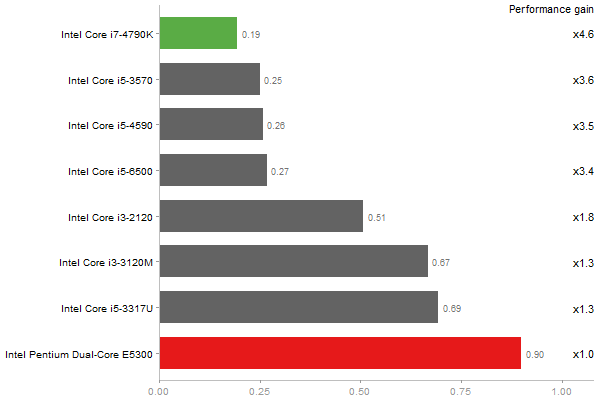 Performance gain
Intel Core i7-4790K 0.19 x4.6
Intel Core i5-3570 0.25 x3.6
Intel Core i5-4590 0.26 x3.5
Intel Core i5-6500 0.27 x3.4
Intel Core i3-2120 0.51 x1.8
Intel Core i3-3120M 0.67 x1.3
Intel Core i5-3317U 0.69 x1.3
Intel Pentium Dual-Core E5300 0.90 x1.0
0.00 0.25 0.50 0.75 1.00